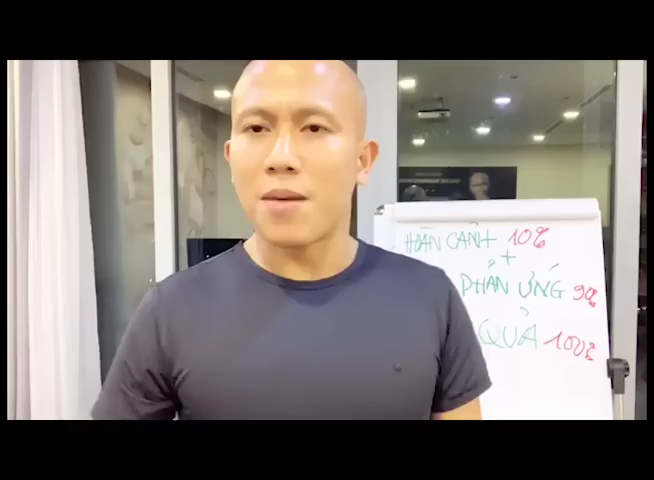 HOÀN CẢNH 10%
+
PHẢN ỨNG 90%
QUẢ 100%